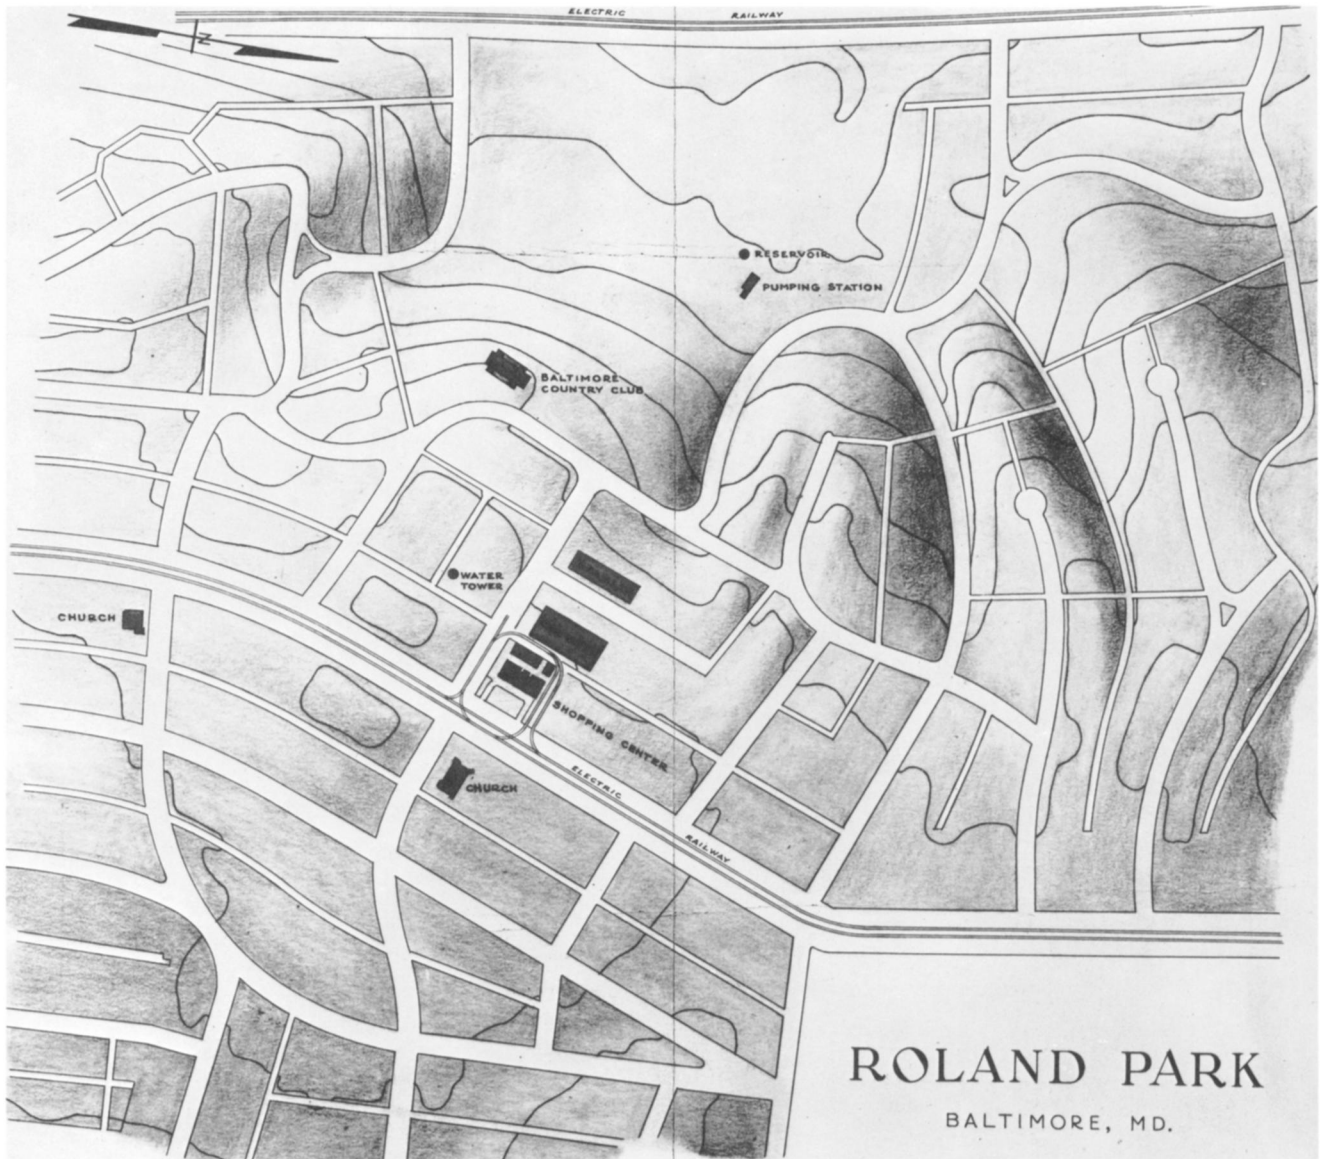 ELECTRIC RAILWAY
N
RESERVOIR
PUMPING STATION
BALTIMORE
COUNTRY CLUB
WATER
TOWER
CHURCH
SHOPPING CENTER
ELECTRIC
CHURCH
RAILWAY
ROLAND PARK
BALTIMORE, MD.